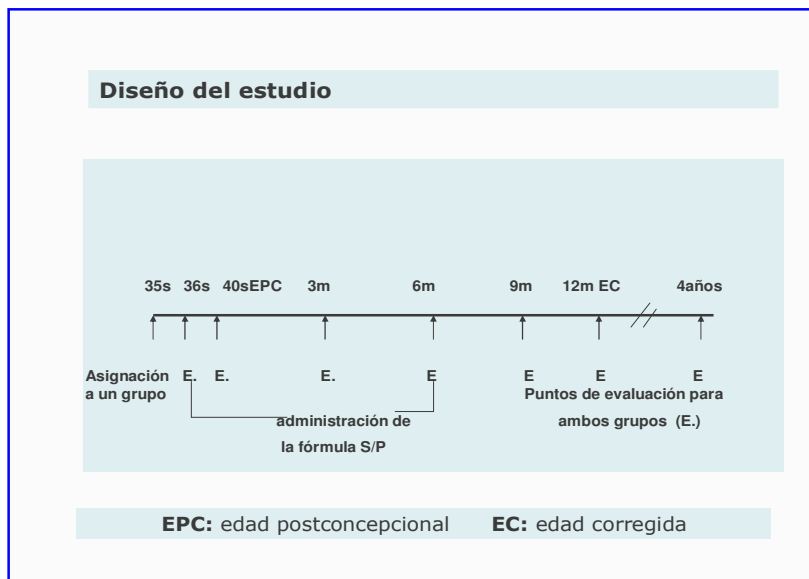 Diseño del estudio
35s 36s 40sEPC 3m 6m 9m 12m EC 4años
Asignación E. E. E. E E E E
a un grupo
Puntos de evaluación para
administración de ambos grupos (E.)
la fórmula S/P
EPC: edad postconcepcional EC: edad corregida